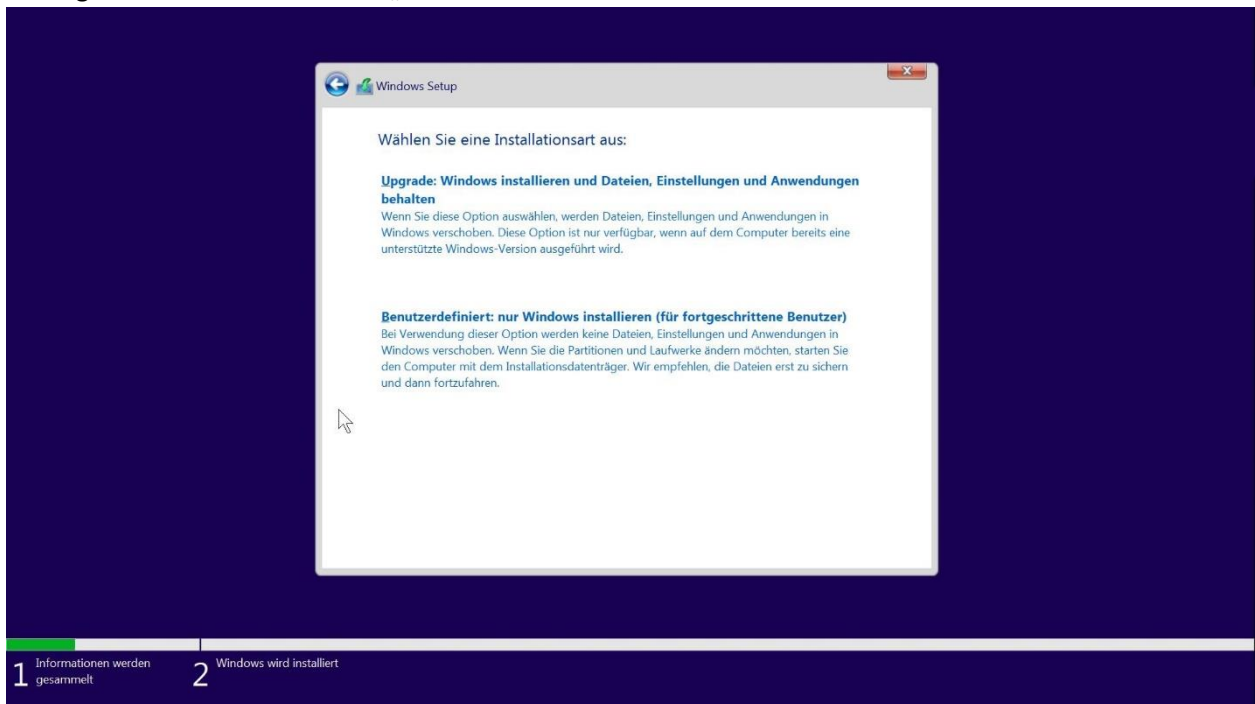 Windows Setup
Wählen Sie eine Installationsart aus:
Upgrade: Windows installieren und Dateien, Einstellungen und Anwendungen
behalten
Wenn Sie diese Option auswählen, werden Dateien, Einstellungen und Anwendungen in
Windows verschoben. Diese Option ist nur verfügbar, wenn auf dem Computer bereits eine
unterstützte Windows-Version ausgeführt wird.
Benutzerdefiniert: nur Windows installieren (für fortgeschrittene Benutzer)
Bei Verwendung dieser Option werden keine Dateien, Einstellungen und Anwendungen in
Windows verschoben. Wenn Sie die Partitionen und Laufwerke ändern möchten, starten Sie
den Computer mit dem Installationsdatenträger. Wir empfehlen, die Dateien erst zu sichern
und dann fortzufahren.
1 Informationen werden
gesammelt
2 Windows wird installiert